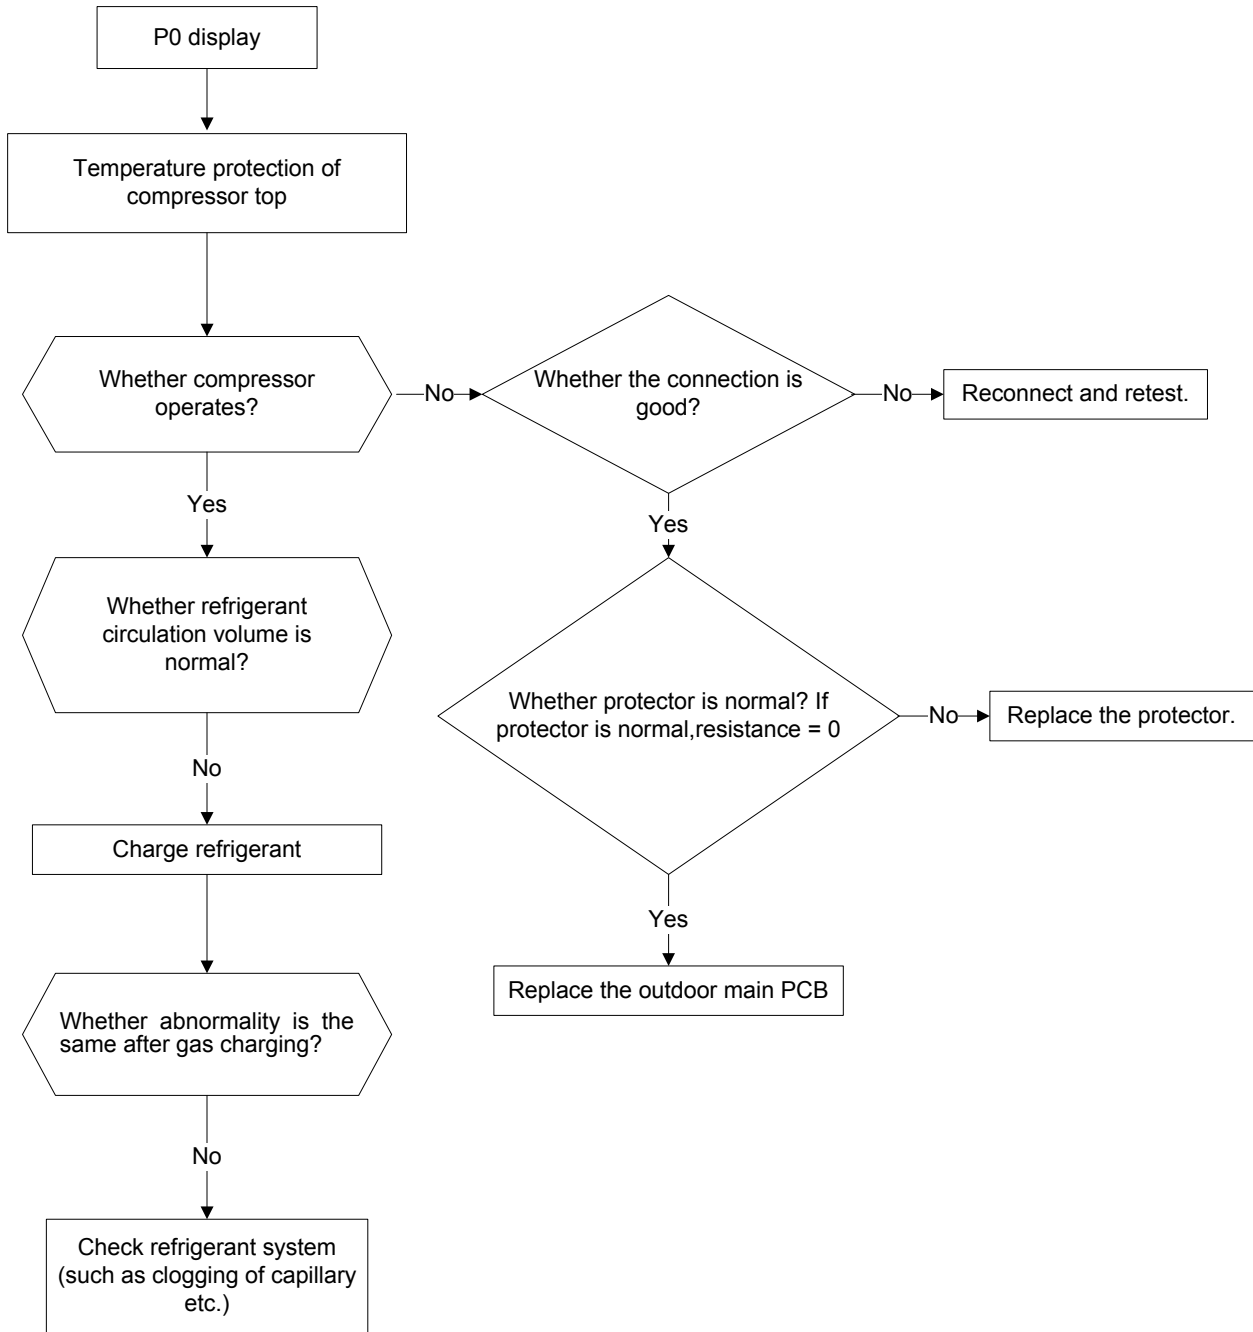 P0 display
Temperature protection of
compressor top
Whether compressor
operates?
No
Whether the connection is
good?
No
Reconnect and retest.
Yes
Yes
Whether refrigerant
circulation volume is
normal?
Whether protector is normal? If
protector is normal,resistance = 0
No
Replace the protector.
No
Charge refrigerant
Yes
Replace the outdoor main PCB
Whether abnormality is the
same after gas charging?
No
Check refrigerant system
(such as clogging of capillary
etc.)